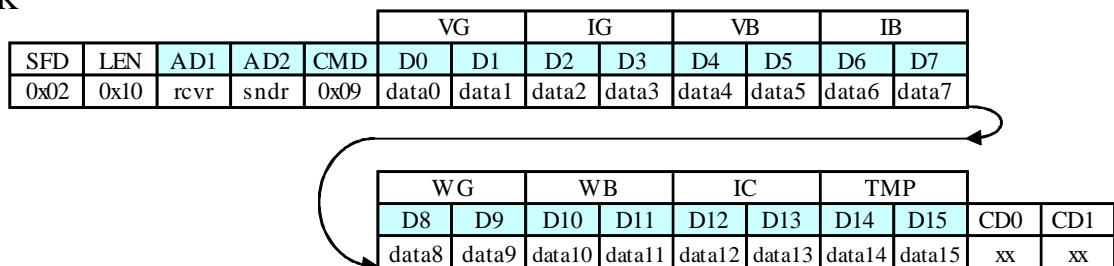 VG IG VB IB
SFD LEN AD1 AD2 CMD D0 D1 D2 D3 D4 D5 D6 D7
0x02 0x10 rcvr sndr 0x09 data0 data1 data2 data3 data4 data5 data6 data7
WG WB IC TMP
D8 D9 D10 D11 D12 D13 D14 D15 CD0 CD1
data8 data9 data10 data11 data12 data13 data14 data15 xx xx